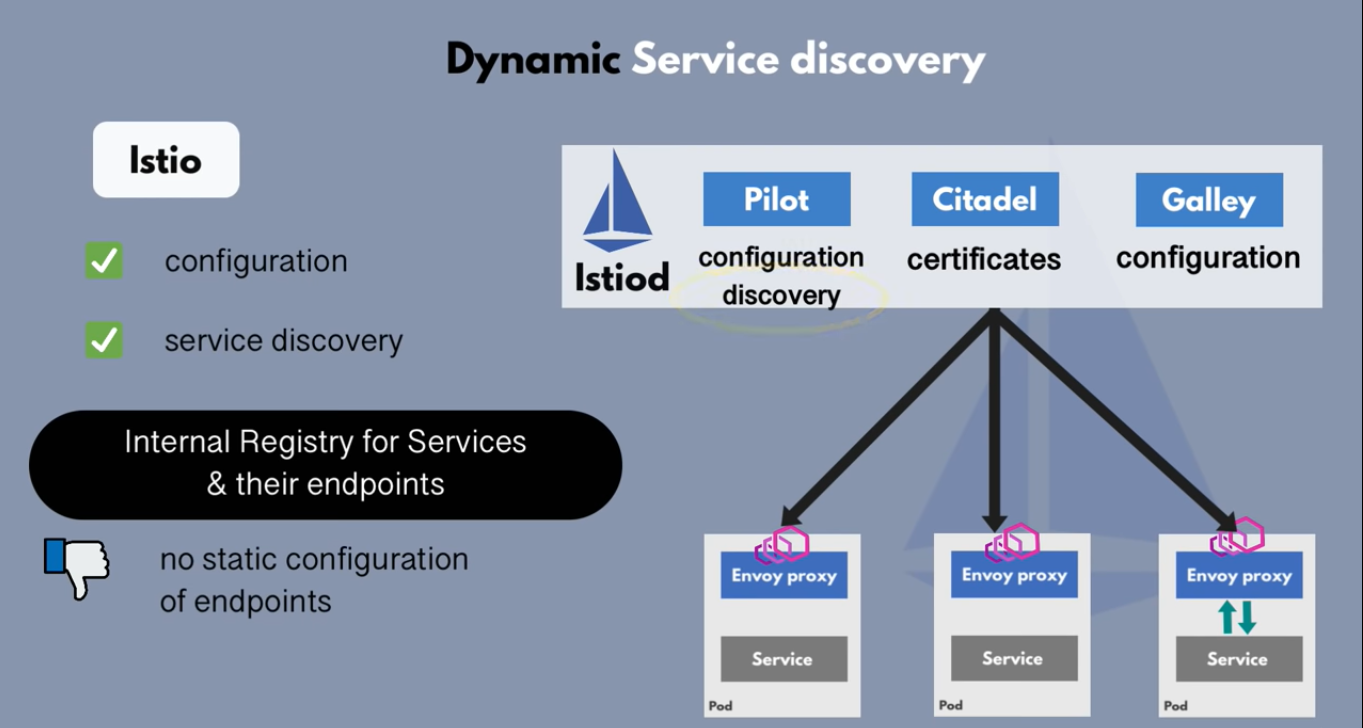 Dynamic Service discovery
Istio
configuration
service discovery
Internal Registry for Services
& their endpoints
no static configuration
of endpoints
Istiod
Pilot
configuration
discovery
Citadel
certificates
Galley
configuration
Envoy proxy
Service
Pod
Envoy proxy
Service
Pod
Envoy proxy
Service
Pod